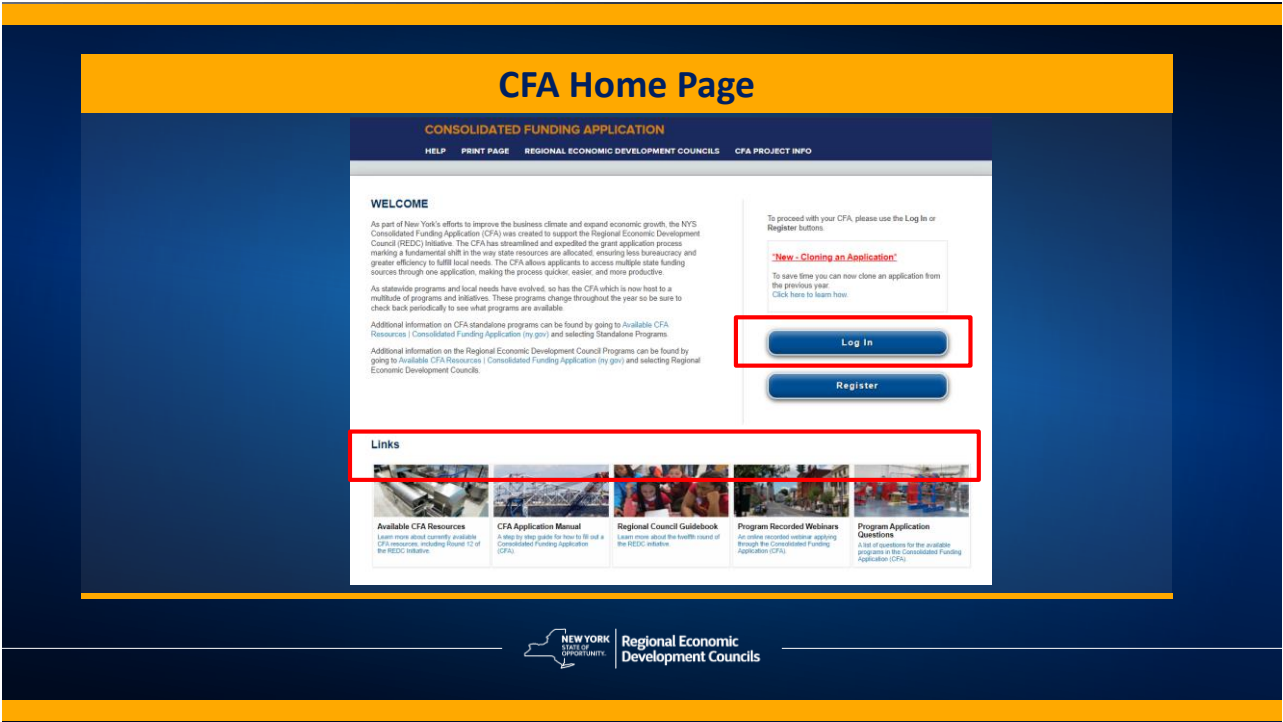 CFA Home Page
CONSOLIDATED FUNDING APPLICATION
HELP PRINT PAGE REGIONAL ECONOMIC DEVELOPMENT COUNCILS CFA PROJECT INFO
WELCOME
As part of New York's efforts to improve the business climate and expand economic growth, the NYS
Consolidated Funding Application (CFA) was created to support the Regional Economic Development
Council (REDC) Initiative. The CFA has streamlined and expedited the grant application process
marking a fundamental shift in the way state resources are allocated, ensuring less bureaucracy and
greater efficiency to fulfill local needs. The CFA allows applicants to access multiple state funding
sources through one application, making the process quicker, easier, and more productive.
As statewide programs and local needs have evolved, so has the CFA which is now host to a
multitude of programs and initiatives. These programs change throughout the year so be sure to
check back periodically to see what programs are available.
Additional information on CFA standalone programs can be found by going to Available CFA
Resources | Consolidated Funding Application (ny.gov) and selecting Standalone Programs.
Additional information on the Regional Economic Development Council Programs can be found by
going to Available CFA Resources | Consolidated Funding Application (ny.gov) and selecting Regional
Economic Development Councils.
To proceed with your CFA, please use the Log In or
Register buttons.
"New - Cloning an Application"
To save time you can now clone an application from
the previous year.
Click here to learn how.
Log In
Register
Links
Available CFA Resources
Learn more about currently available
CFA resources, including Round 12 of
the REDC Initiative.
CFA Application Manual
A step by step guide for how to fill out a
Consolidated Funding Application
(CFA).
Regional Council Guidebook
Learn more about the twelfth round of
the REDC initiative
Program Recorded Webinars
An online recorded webinar applying
through the Consolidated Funding
Application (CFA).
Program Application
Questions
A list of questions for the available
programs in the Consolidated Funding
Application (CFA).
NEW YORK
STATE OF
OPPORTUNITY.
Regional Economic
Development Councils